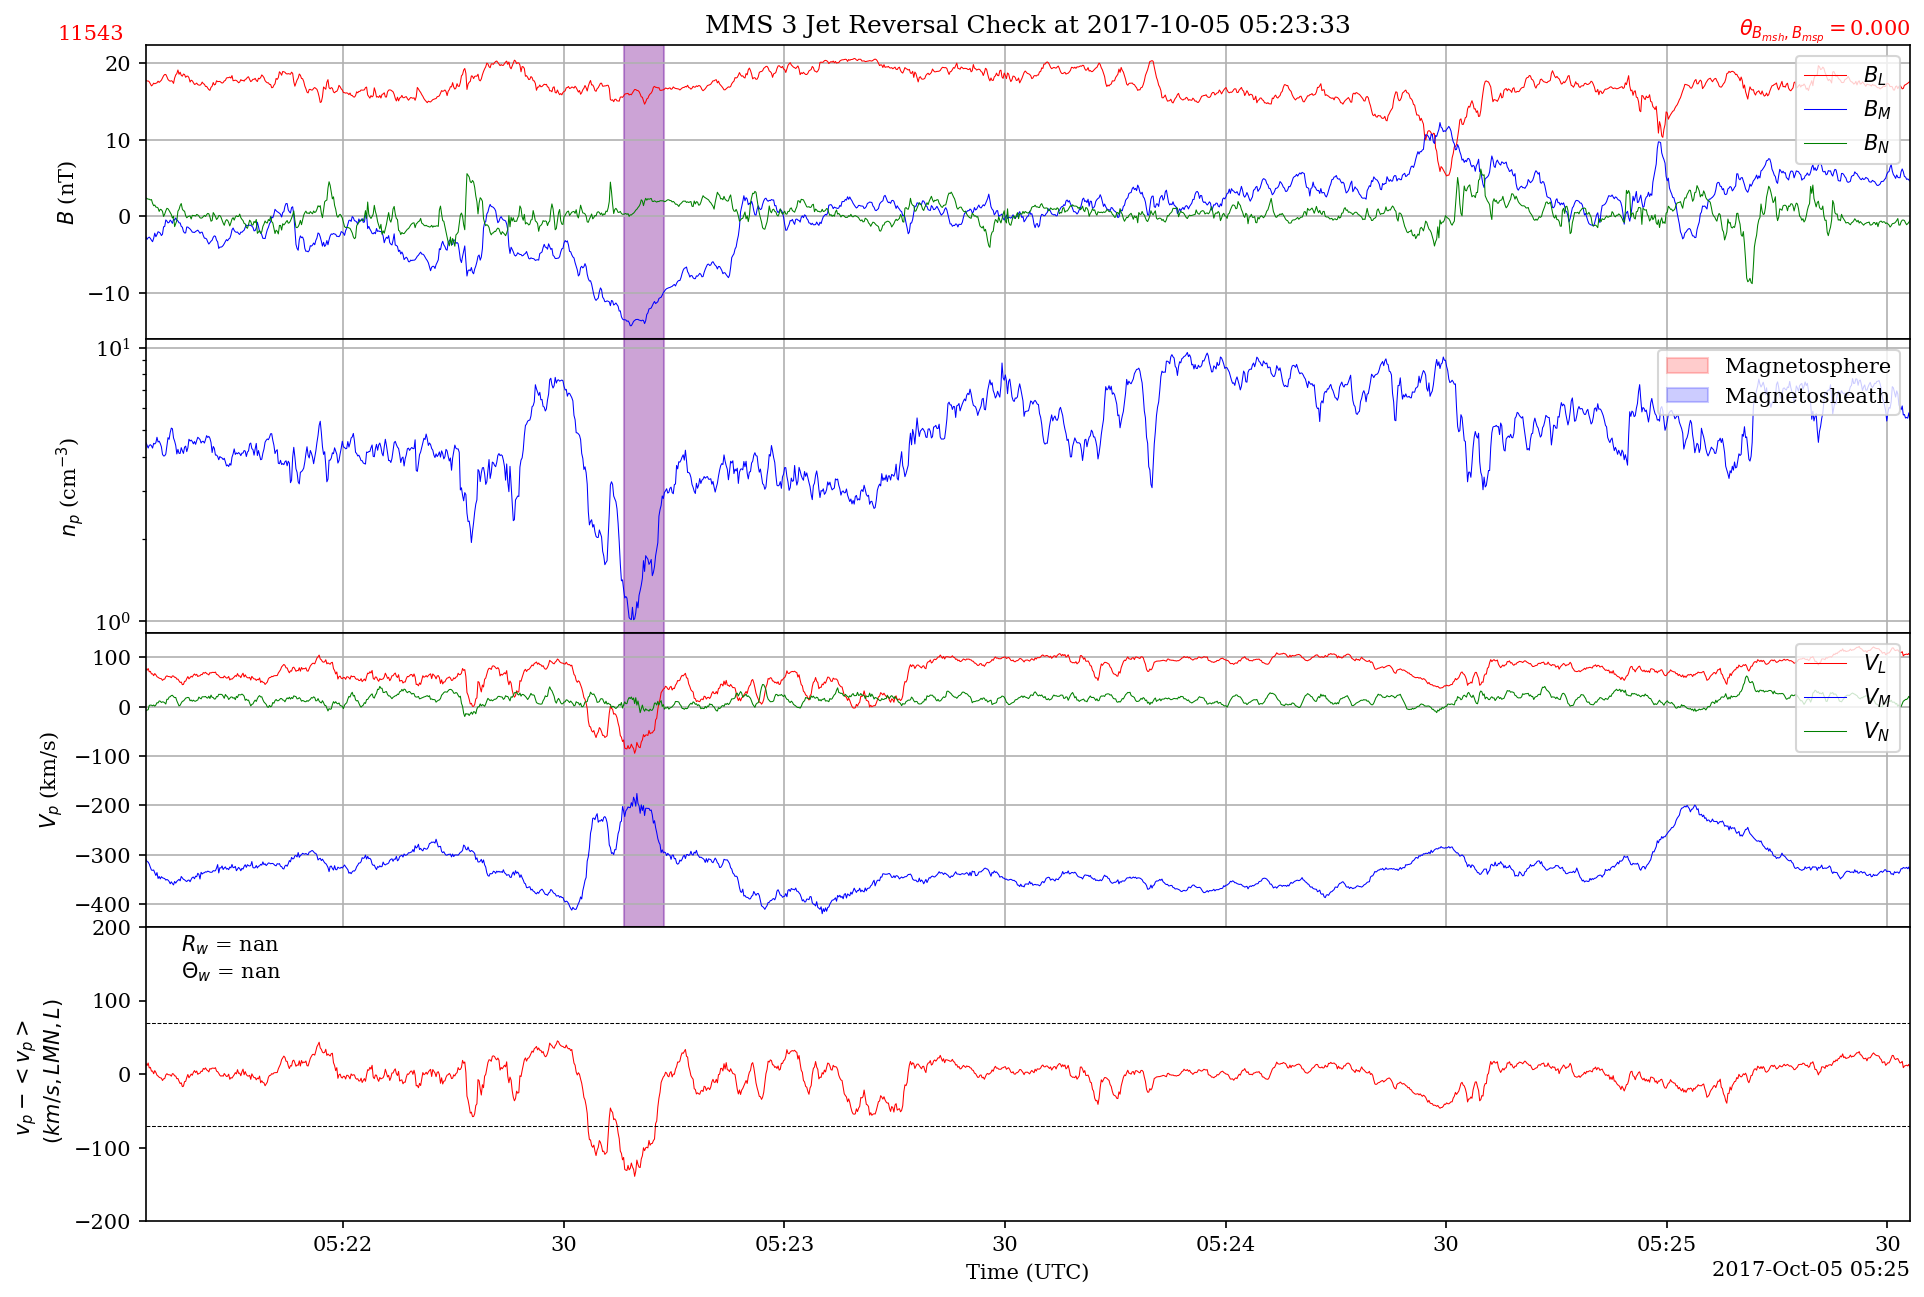 11543
MMS 3 Jet Reversal Check at 2017-10-05 05:23:33
θ_{B_{msh}, B_{msp}} = 0.000
20
10
0
−10
B (nT)
B_L
B_M
B_N
10¹
10⁰
n_p (cm⁻³)
Magnetosphere
Magnetosheath
100
0
−100
−200
−300
−400
V_p (km/s)
V_L
V_M
V_N
200
100
0
−100
−200
v_p − < v_p >
(km/s, LMN, L)
R_w = nan
Θ_w = nan
05:22
30
05:23
30
05:24
30
05:25
30
Time (UTC)
2017-Oct-05 05:25